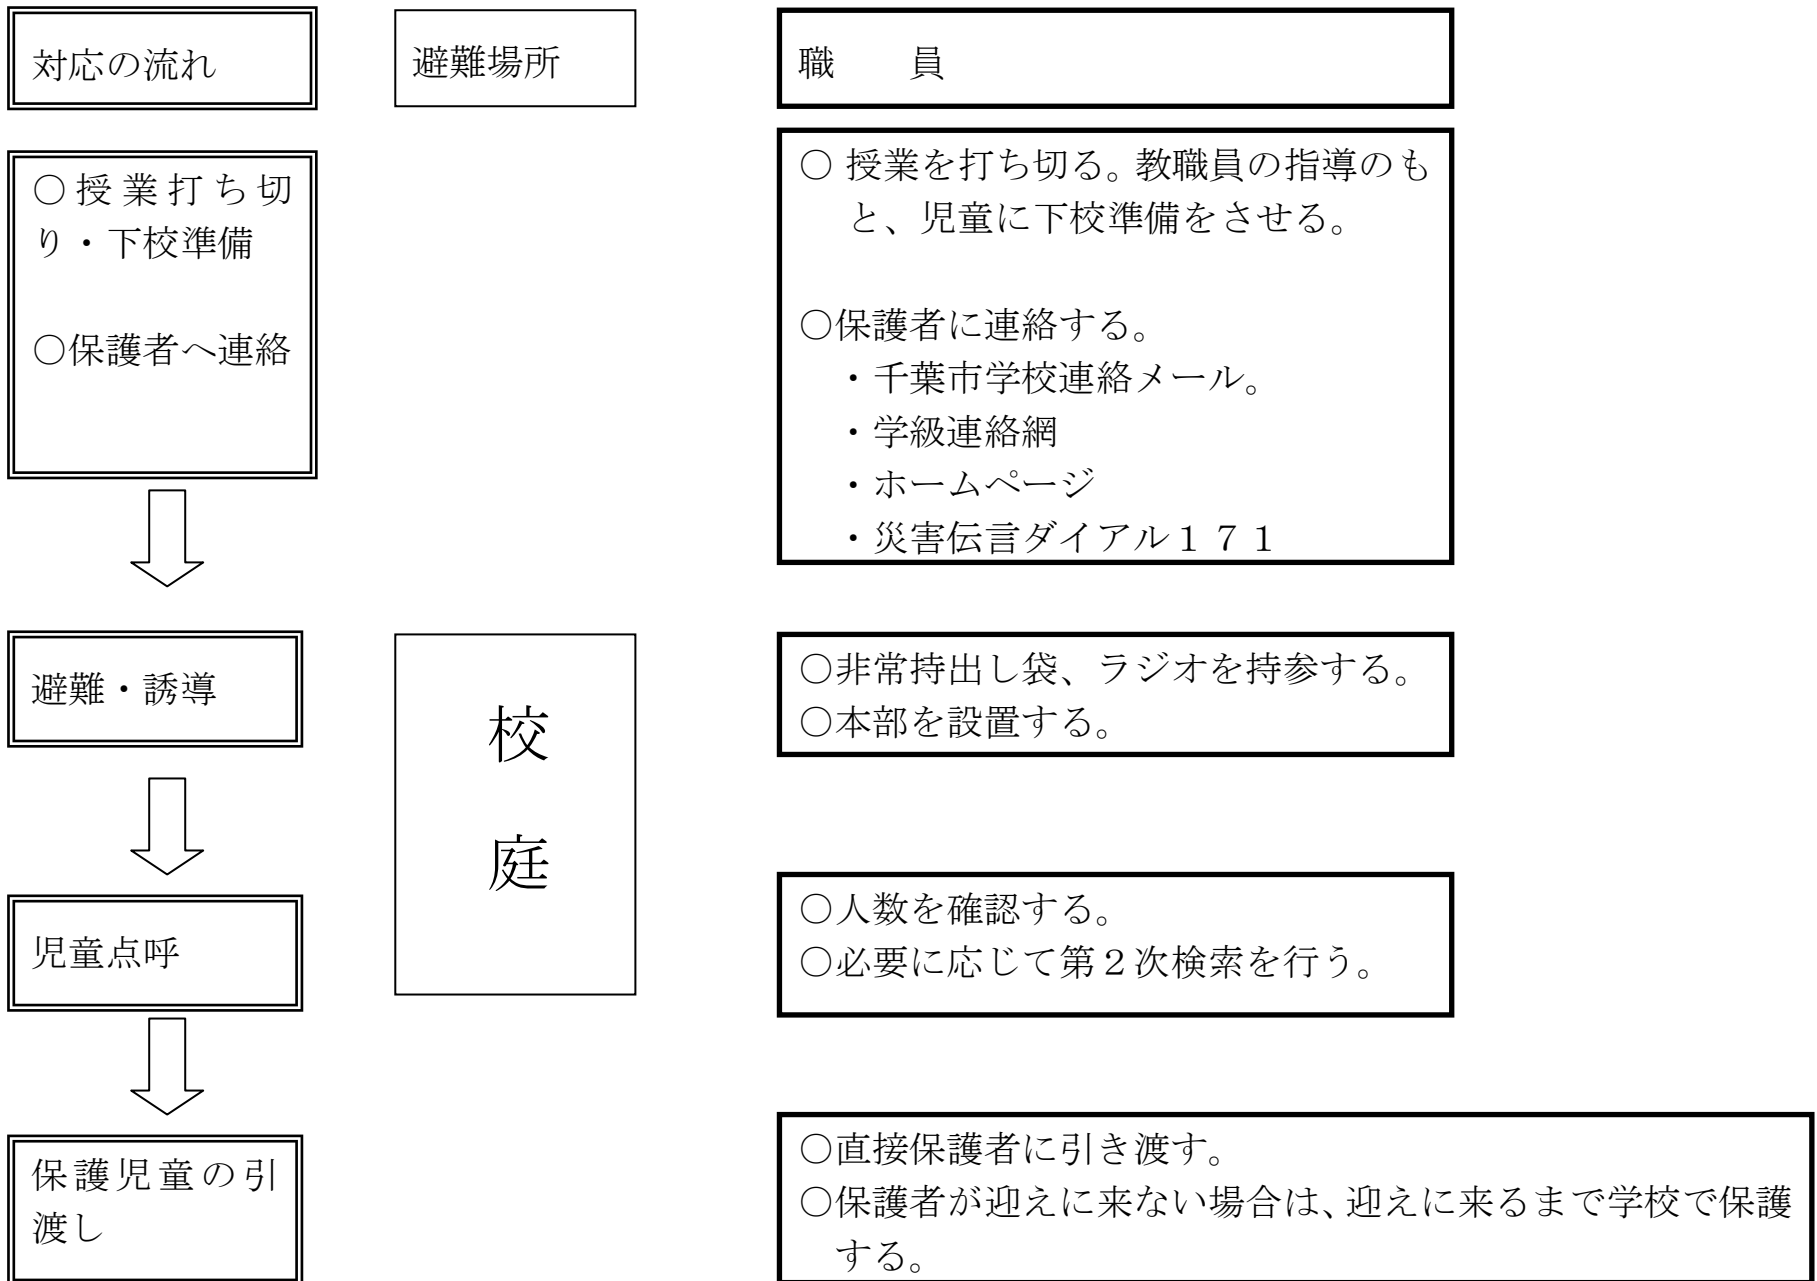 対応の流れ
避難場所
職　　員
○授業打ち切
り・下校準備
○保護者へ連絡
○ 授業を打ち切る。教職員の指導のも
と、児童に下校準備をさせる。
○保護者に連絡する。
・千葉市学校連絡メール。
・学級連絡網
・ホームページ
・災害伝言ダイアル１７１
避難・誘導
校
庭
○非常持出し袋、ラジオを持参する。
○本部を設置する。
児童点呼
○人数を確認する。
○必要に応じて第２次検索を行う。
保護児童の引
渡し
○直接保護者に引き渡す。
○保護者が迎えに来ない場合は、迎えに来るまで学校で保護
する。